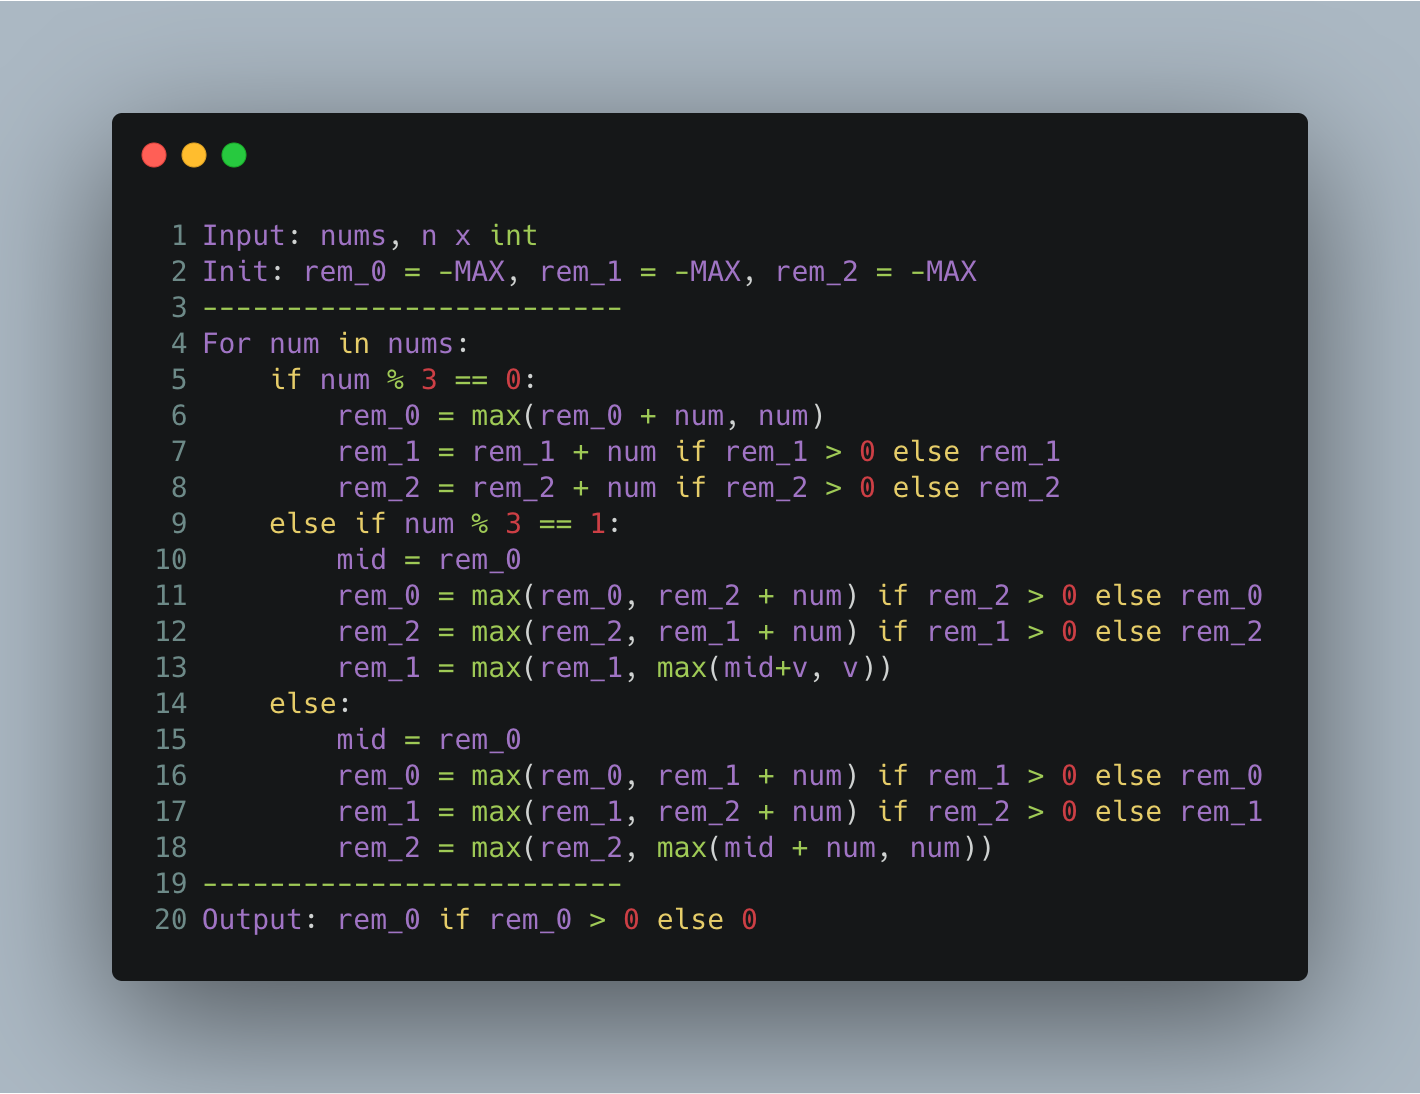 1 Input: nums, n x int
2 Init: rem_0 = -MAX, rem_1 = -MAX, rem_2 = -MAX
3 -------------------------
4 For num in nums:
5     if num % 3 == 0:
6         rem_0 = max(rem_0 + num, num)
7         rem_1 = rem_1 + num if rem_1 > 0 else rem_1
8         rem_2 = rem_2 + num if rem_2 > 0 else rem_2
9     else if num % 3 == 1:
10         mid = rem_0
11         rem_0 = max(rem_0, rem_2 + num) if rem_2 > 0 else rem_0
12         rem_2 = max(rem_2, rem_1 + num) if rem_1 > 0 else rem_2
13         rem_1 = max(rem_1, max(mid+v, v))
14     else:
15         mid = rem_0
16         rem_0 = max(rem_0, rem_1 + num) if rem_1 > 0 else rem_0
17         rem_1 = max(rem_1, rem_2 + num) if rem_2 > 0 else rem_1
18         rem_2 = max(rem_2, max(mid + num, num))
19 -------------------------
20 Output: rem_0 if rem_0 > 0 else 0